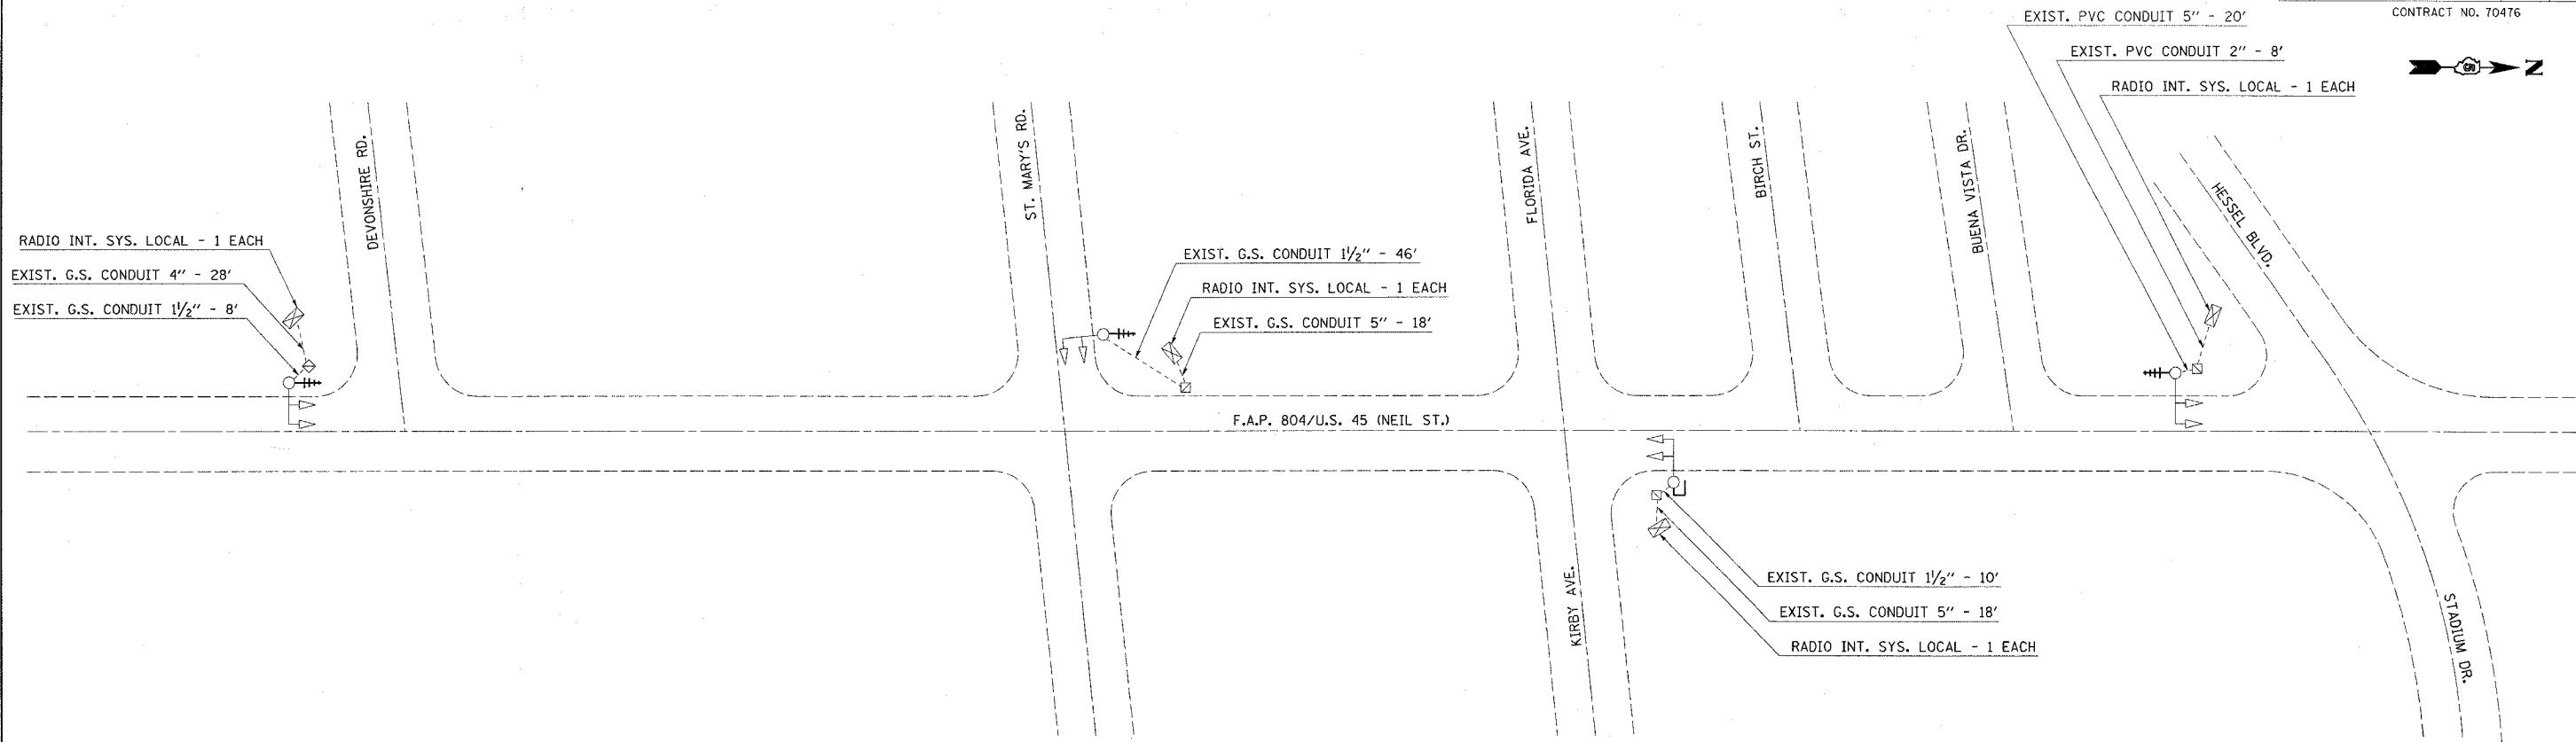 CONTRACT NO. 70476
EXIST. PVC CONDUIT 5" - 20'
EXIST. PVC CONDUIT 2" - 8'
RADIO INT. SYS. LOCAL - 1 EACH
N
DEVONSHIRE RD.
ST. MARY'S RD.
FLORIDA AVE.
BIRCH ST.
BUENA VISTA DR.
HESSEL BLVD.
RADIO INT. SYS. LOCAL - 1 EACH
EXIST. G.S. CONDUIT 4" - 28'
EXIST. G.S. CONDUIT 1½" - 8'
EXIST. G.S. CONDUIT 1½" - 46'
RADIO INT. SYS. LOCAL - 1 EACH
EXIST. G.S. CONDUIT 5" - 18'
F.A.P. 804/U.S. 45 (NEIL ST.)
KIRBY AVE.
EXIST. G.S. CONDUIT 1½" - 10'
EXIST. G.S. CONDUIT 5" - 18'
RADIO INT. SYS. LOCAL - 1 EACH
STADIUM DR.